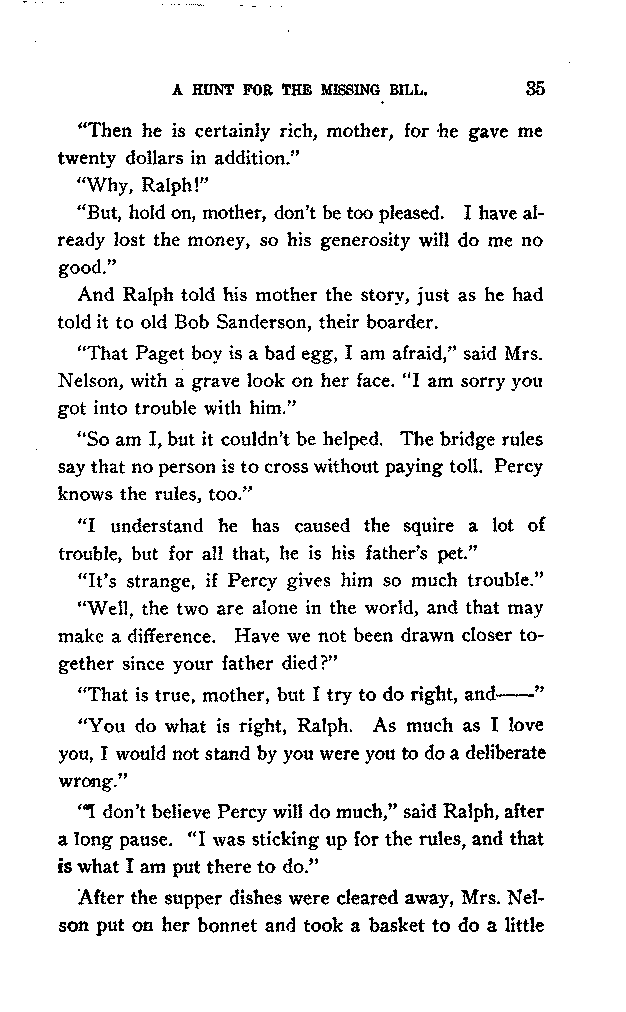 A HUNT FOR THE MISSING BILL. 35
"Then he is certainly rich, mother, for he gave me
twenty dollars in addition."
"Why, Ralph!"
"But, hold on, mother, don't be too pleased. I have al-
ready lost the money, so his generosity will do me no
good."
And Ralph told his mother the story, just as he had
told it to old Bob Sanderson, their boarder.
"That Paget boy is a bad egg, I am afraid," said Mrs.
Nelson, with a grave look on her face. "I am sorry you
got into trouble with him."
"So am I, but it couldn't be helped. The bridge rules
say that no person is to cross without paying toll. Percy
knows the rules, too."
"I understand he has caused the squire a lot of
trouble, but for all that, he is his father's pet."
"It's strange, if Percy gives him so much trouble."
"Well, the two are alone in the world, and that may
make a difference. Have we not been drawn closer to-
gether since your father died?"
"That is true, mother, but I try to do right, and——"
"You do what is right, Ralph. As much as I love
you, I would not stand by you were you to do a deliberate
wrong."
"I don't believe Percy will do much," said Ralph, after
a long pause. "I was sticking up for the rules, and that
is what I am put there to do."
After the supper dishes were cleared away, Mrs. Nel-
son put on her bonnet and took a basket to do a little